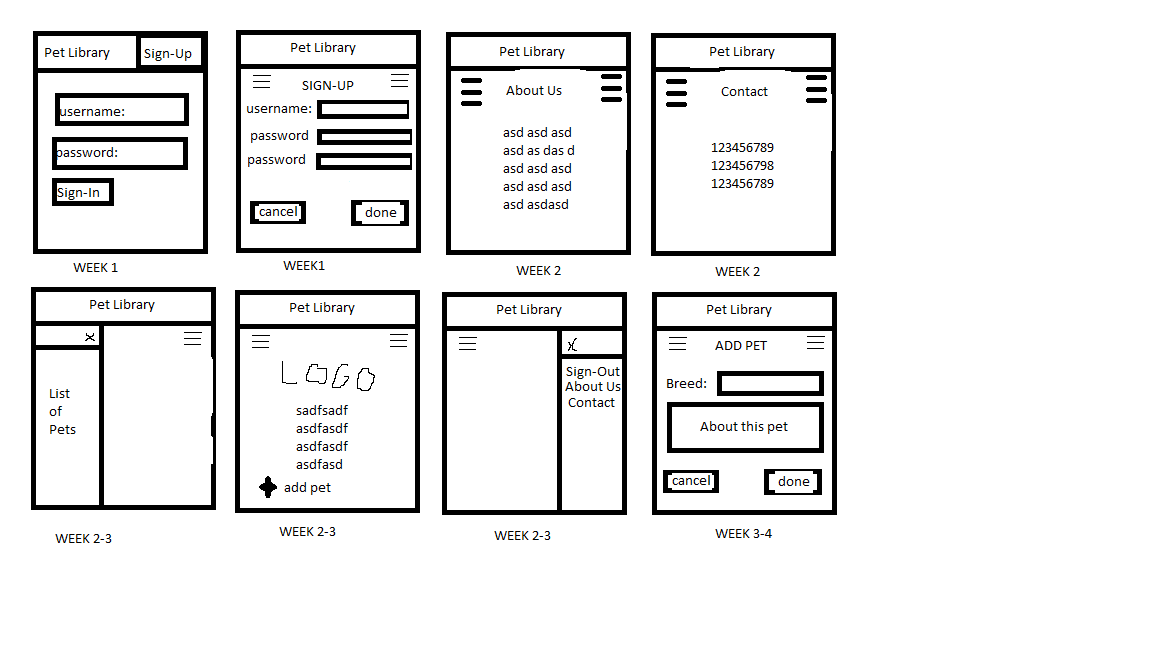 Pet Library
Sign-Up
username:
password:
Sign-In
WEEK 1
Pet Library
SIGN-UP
username:
password
password
cancel
done
WEEK1
Pet Library
About Us
asd asd asd
asd as das d
asd asd asd
asd asd asd
asd asdasd
WEEK 2
Pet Library
Contact
123456789
123456798
123456789
WEEK 2
Pet Library
x
List
of
Pets
WEEK 2-3
Pet Library
LOGO
sadfsadf
asdfasdf
asdfasdf
asdfasd
add pet
WEEK 2-3
Pet Library
x
Sign-Out
About Us
Contact
WEEK 2-3
Pet Library
ADD PET
Breed:
About this pet
cancel
done
WEEK 3-4